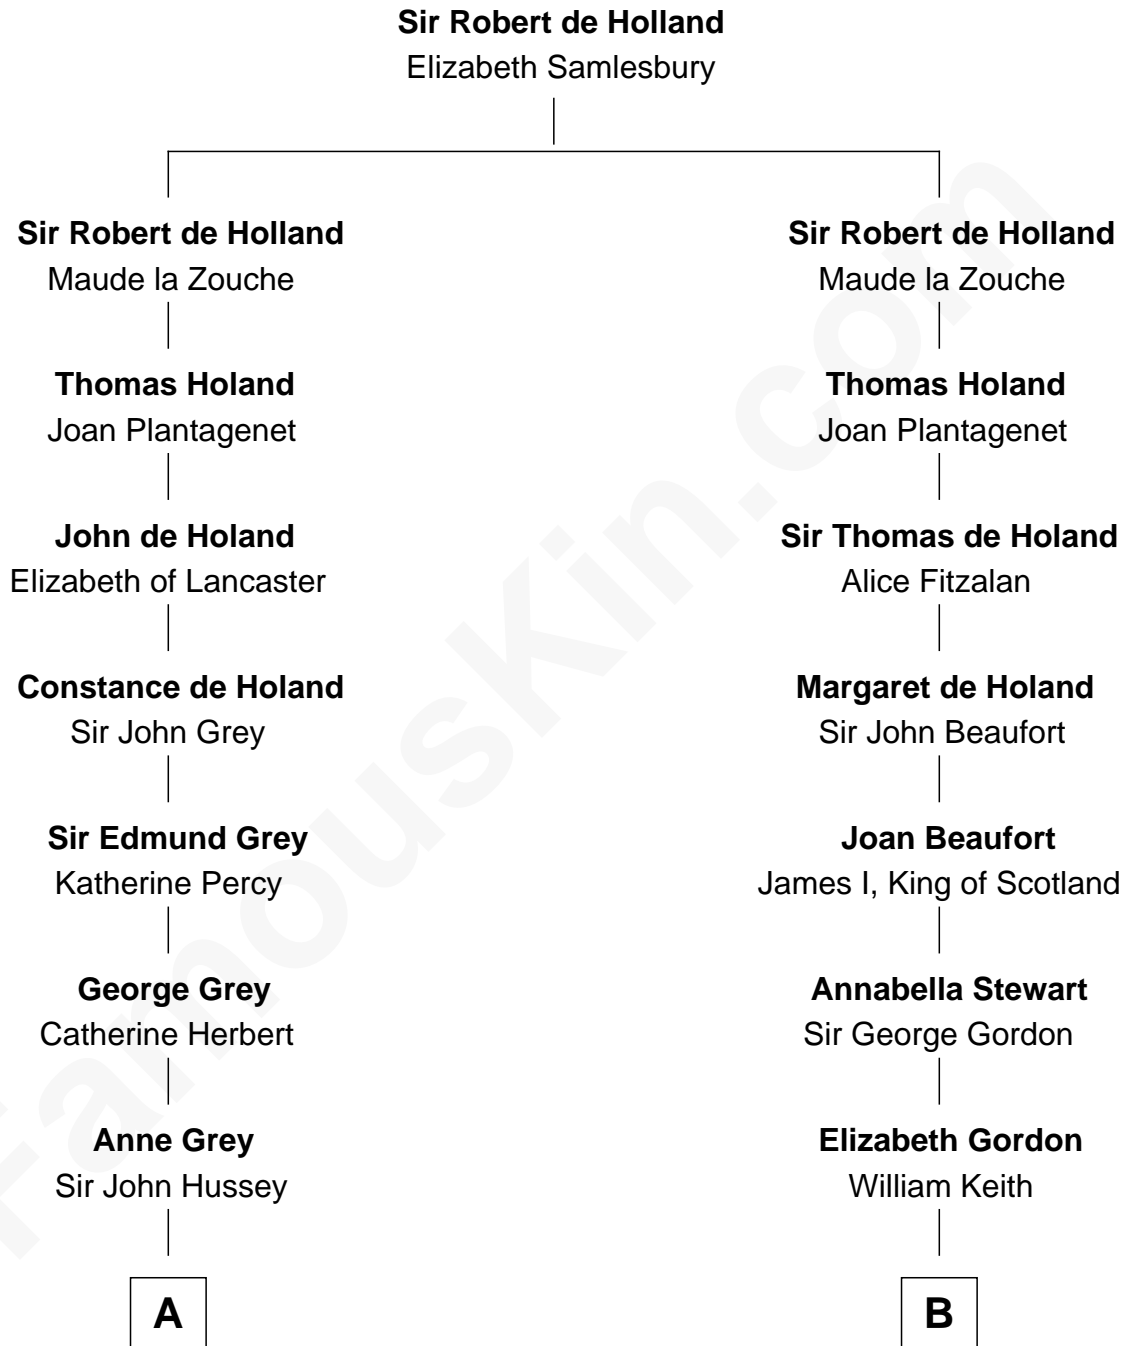 Sir Robert de Holland
Elizabeth Samlesbury
Sir Robert de Holland
Maude la Zouche
Thomas Holand
Joan Plantagenet
John de Holand
Elizabeth of Lancaster
Constance de Holand
Sir John Grey
Sir Edmund Grey
Katherine Percy
George Grey
Catherine Herbert
Anne Grey
Sir John Hussey
A
Sir Robert de Holland
Maude la Zouche
Thomas Holand
Joan Plantagenet
Sir Thomas de Holand
Alice Fitzalan
Margaret de Holand
Sir John Beaufort
Joan Beaufort
James I, King of Scotland
Annabella Stewart
Sir George Gordon
Elizabeth Gordon
William Keith
B
FamousKin.com